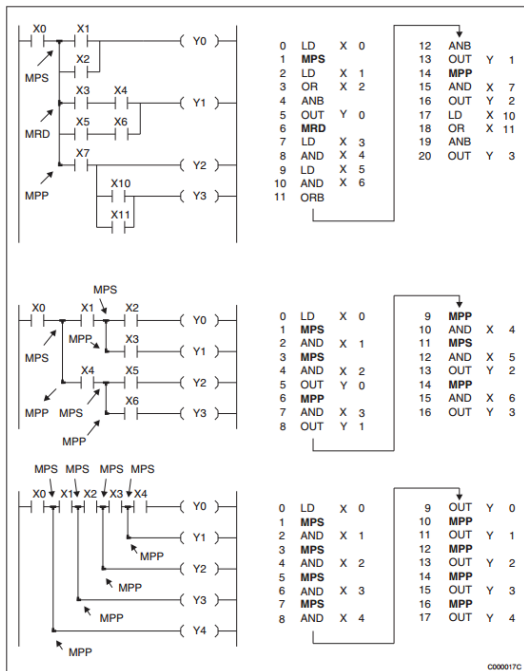 X0 X1
Y0
X2
MPS
X3 X4
Y1
MRD
X5 X6
X7
Y2
MPP
X10
Y3
X11
0 LD X 0
1 MPS
2 LD X 1
3 OR X 2
4 ANB
5 OUT Y 0
6 MRD
7 LD X 3
8 AND X 4
9 LD X 5
10 AND X 6
11 ORB
12 ANB
13 OUT Y 1
14 MPP
15 AND X 7
16 OUT Y 2
17 LD X 10
18 OR X 11
19 ANB
20 OUT Y 3
MPS
X0 X1 X2
Y0
MPS
MPP
X3
Y1
X4 X5
Y2
MPP
MPS
X6
Y3
MPP
0 LD X 0
1 MPS
2 AND X 1
3 MPS
4 AND X 2
5 OUT Y 0
6 MPP
7 AND X 3
8 OUT Y 1
9 MPP
10 AND X 4
11 MPS
12 AND X 5
13 OUT Y 2
14 MPP
15 AND X 6
16 OUT Y 3
MPS MPS MPS MPS
X0 X1 X2 X3 X4
Y0
Y1
MPP
Y2
MPP
Y3
MPP
Y4
MPP
0 LD X 0
1 MPS
2 AND X 1
3 MPS
4 AND X 2
5 MPS
6 AND X 3
7 MPS
8 AND X 4
9 OUT Y 0
10 MPP
11 OUT Y 1
12 MPP
13 OUT Y 2
14 MPP
15 OUT Y 3
16 MPP
17 OUT Y 4
C000017C